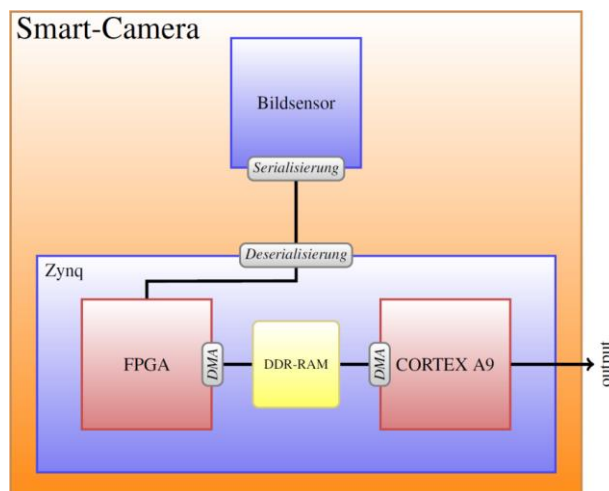 Smart-Camera
Bildsensor
Serialisierung
Deserialisierung
Zynq
FPGA
DMA
DDR-RAM
DMA
CORTEX A9
output